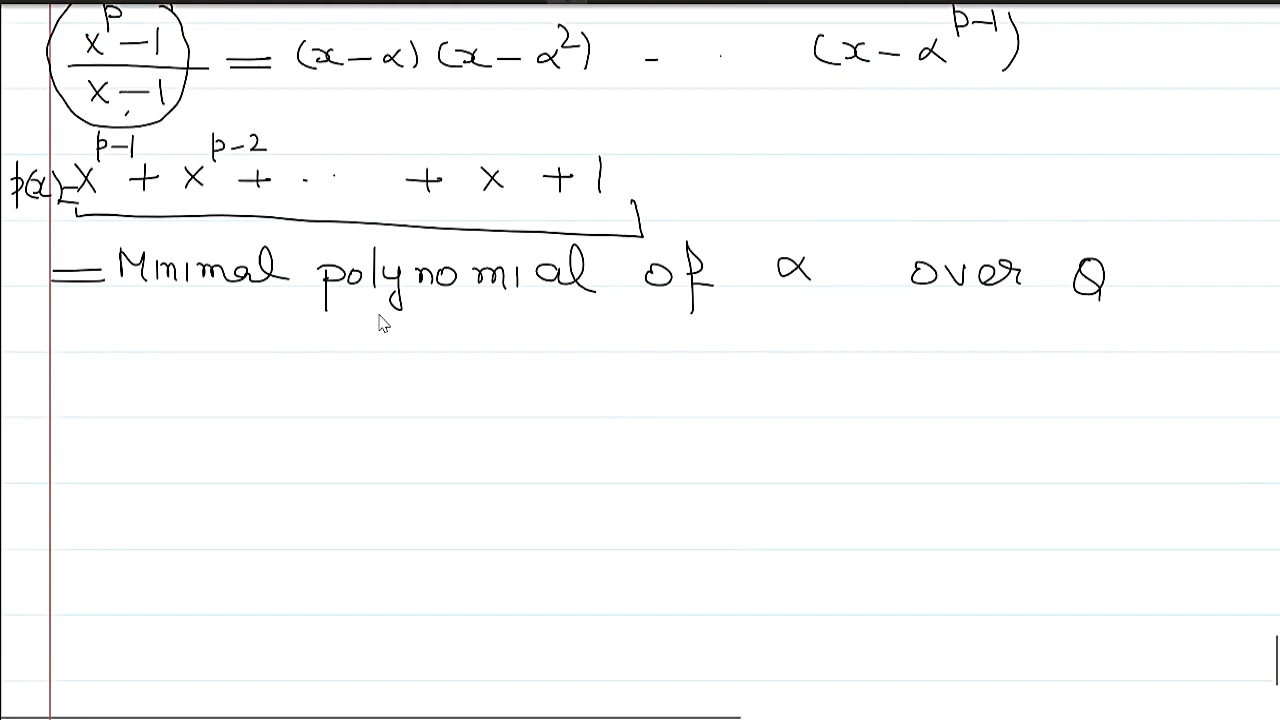 x^p - 1 / x - 1 = (x - α) (x - α^2) - · (x - α^{p-1})
p(x) = x^{p-1} + x^{p-2} + ·· + x + 1
= Minimal polynomial of α over Q